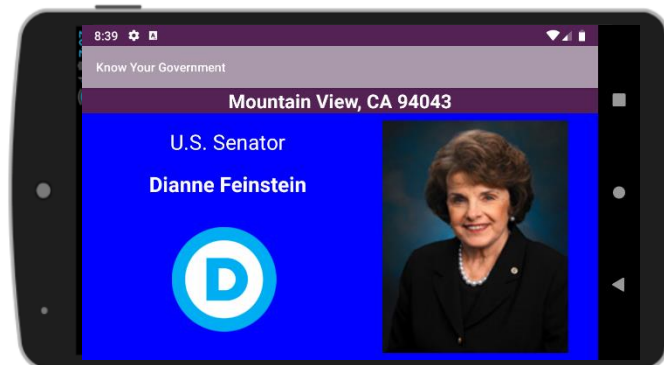 8:39
Know Your Government
Mountain View, CA 94043
U.S. Senator
Dianne Feinstein
D